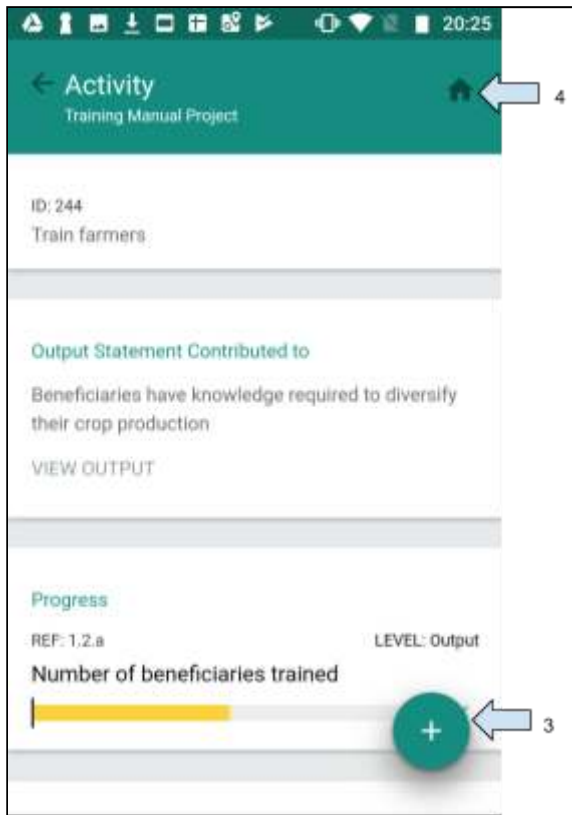 20:25
Activity
4
Training Manual Project
ID: 244
Train farmers
Output Statement Contributed to
Beneficiaries have knowledge required to diversify
their crop production
VIEW OUTPUT
Progress
REF: 1.2.a LEVEL: Output
Number of beneficiaries trained
+
3